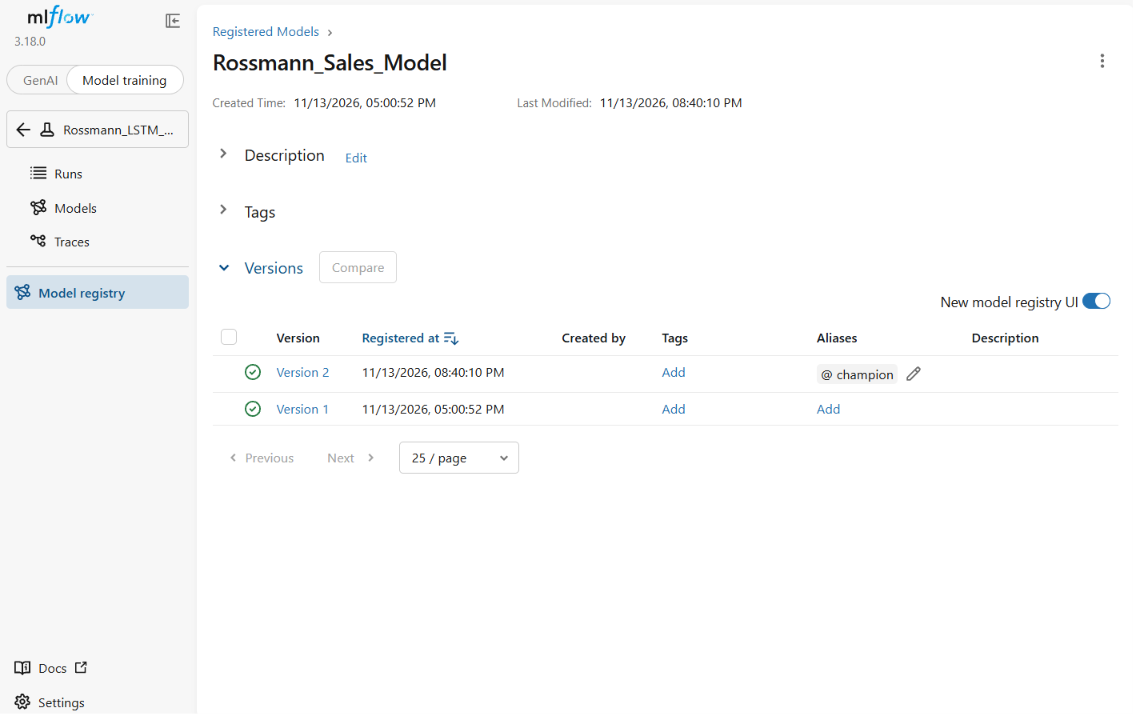 mlflow
3.18.0
GenAI Model training
Rossmann_LSTM_...
Runs
Models
Traces
Model registry
Docs
Settings
Registered Models
Rossmann_Sales_Model
Created Time: 11/13/2026, 05:00:52 PM Last Modified: 11/13/2026, 08:40:10 PM
Description Edit
Tags
Versions Compare
New model registry UI
Version Registered at Created by Tags Aliases Description
Version 2 11/13/2026, 08:40:10 PM Add @ champion
Version 1 11/13/2026, 05:00:52 PM Add Add
Previous Next 25 / page